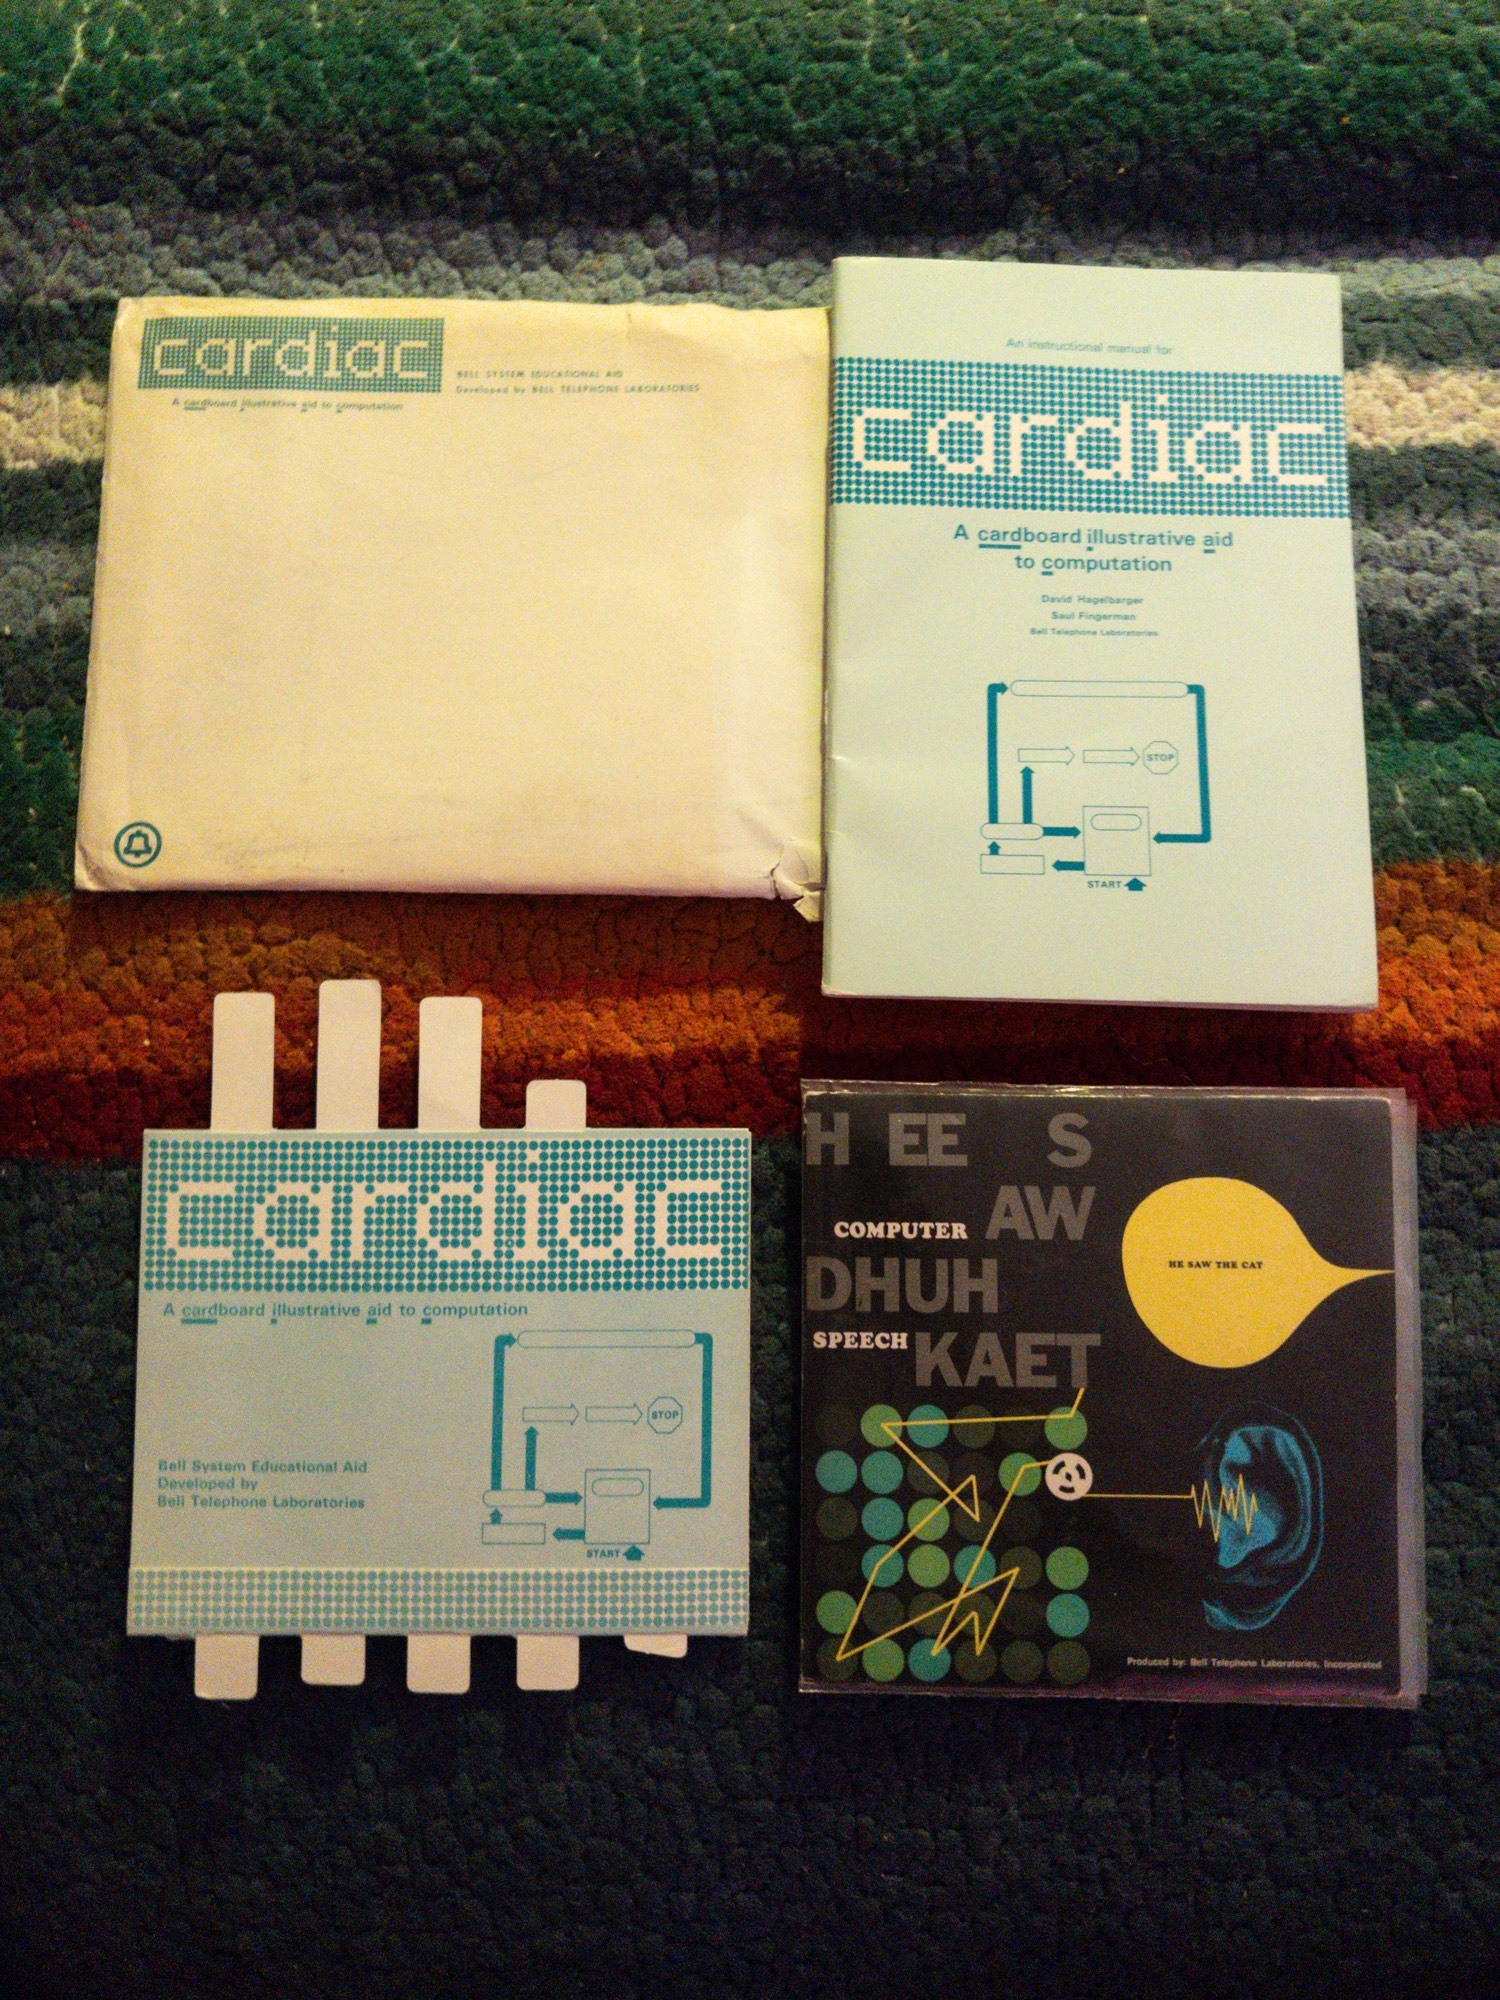 cardiac
BELL SYSTEM EDUCATIONAL AID
Developed by BELL TELEPHONE LABORATORIES
A cardboard illustrative aid to computation
An instructional manual for
cardiac
A cardboard illustrative aid
to computation
David Hagelbarger
Saul Fingerman
Bell Telephone Laboratories
STOP
START
cardiac
A cardboard illustrative aid to computation
STOP
Bell System Educational Aid
Developed by
Bell Telephone Laboratories
START
H EE S
AW
COMPUTER
HE SAW THE CAT
DHUH
SPEECH
KAET
Produced by: Bell Telephone Laboratories, Incorporated